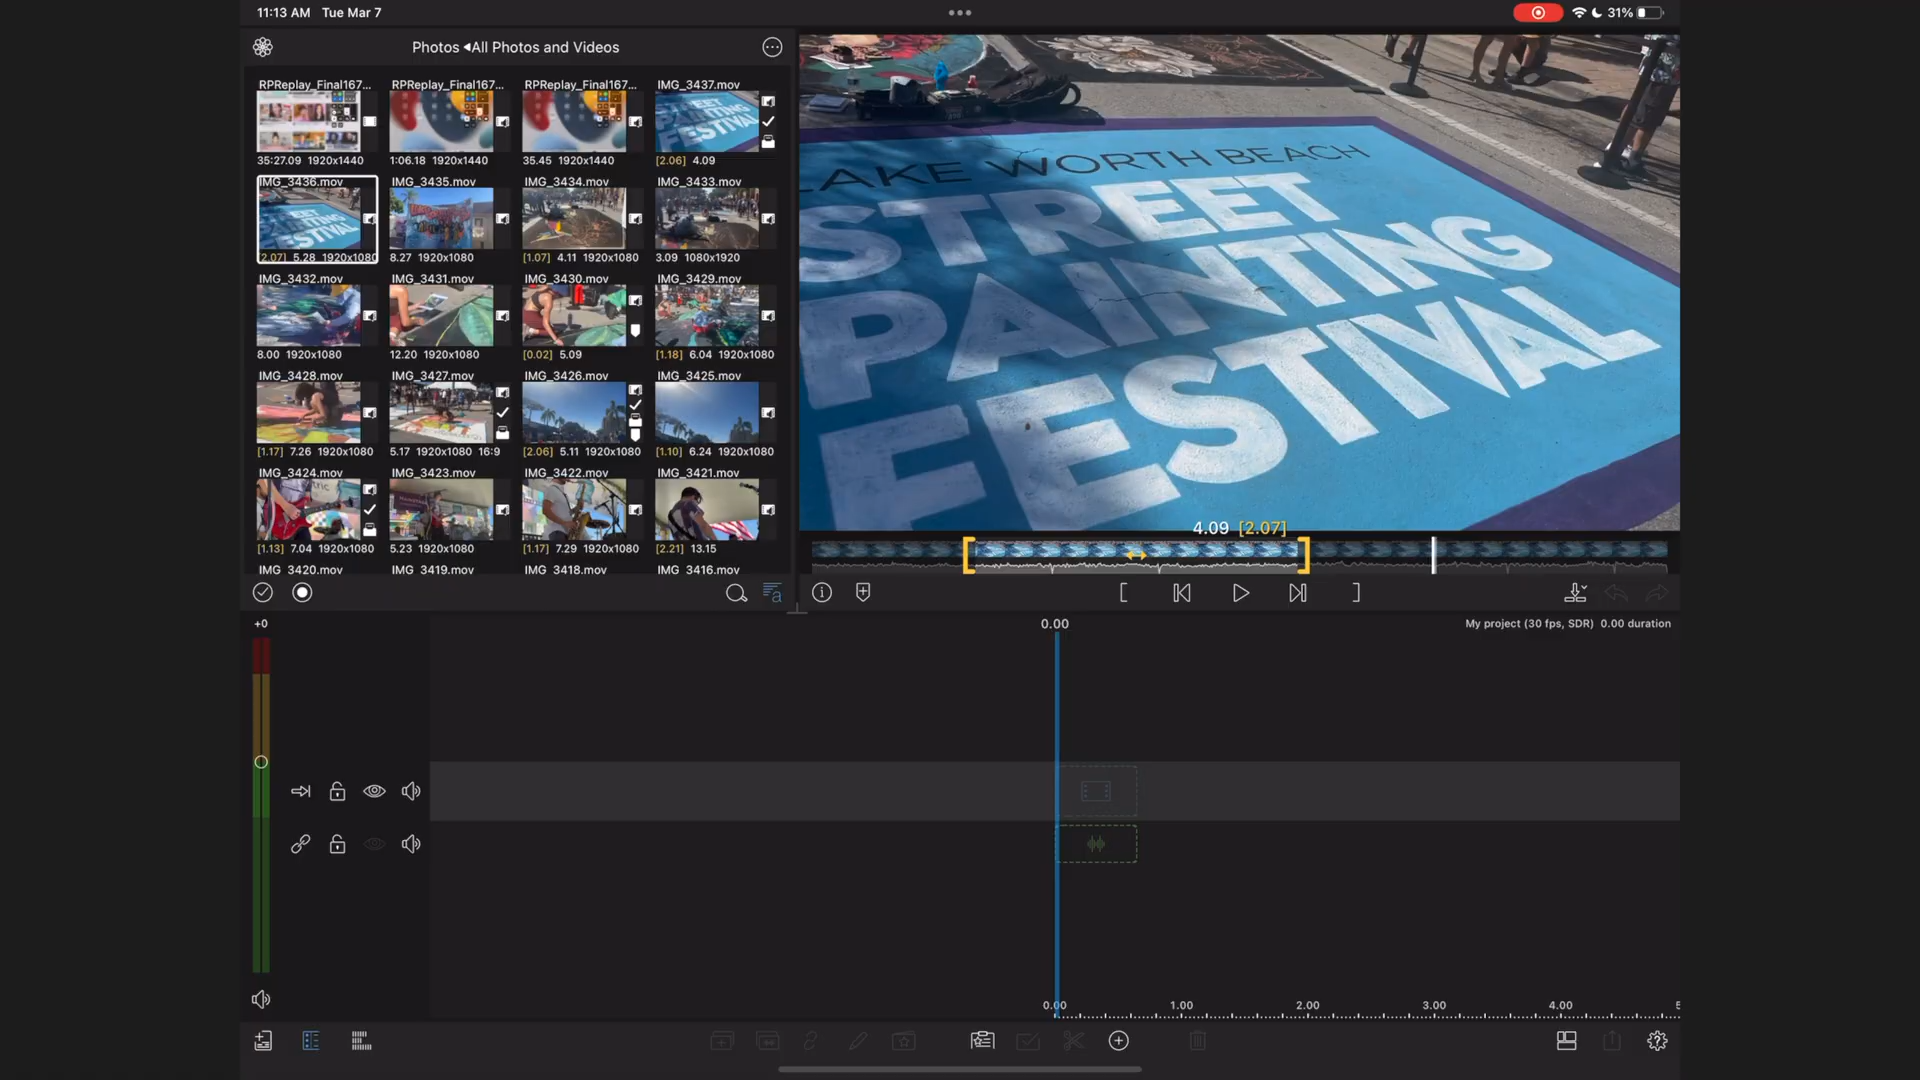 11:13 AM Tue Mar 7
31%
Photos ◂All Photos and Videos
RPReplay_Final167... RPReplay_Final167... RPReplay_Final167... IMG_3437.mov
35:27.09 1920x1440 1:06.18 1920x1440 35.45 1920x1440 [2.06] 4.09
IMG_3436.mov IMG_3435.mov IMG_3434.mov IMG_3433.mov
[2.07] 5.28 1920x1080 8.27 1920x1080 [1.07] 4.11 1920x1080 3.09 1080x1920
IMG_3432.mov IMG_3431.mov IMG_3430.mov IMG_3429.mov
8.00 1920x1080 12.20 1920x1080 [0.02] 5.09 [1.18] 6.04 1920x1080
IMG_3428.mov IMG_3427.mov IMG_3426.mov IMG_3425.mov
[1.17] 7.26 1920x1080 5.17 1920x1080 16:9 [2.06] 5.11 1920x1080 [1.10] 6.24 1920x1080
IMG_3424.mov IMG_3423.mov IMG_3422.mov IMG_3421.mov
[1.13] 7.04 1920x1080 5.23 1920x1080 [1.17] 7.29 1920x1080 [2.21] 13.15
IMG_3420.mov IMG_3419.mov IMG_3418.mov IMG_3416.mov
LAKE WORTH BEACH
STREET
PAINTING
FESTIVAL
4.09 [2.07]
+0
0.00
My project (30 fps, SDR) 0.00 duration
0.00 1.00 2.00 3.00 4.00 5